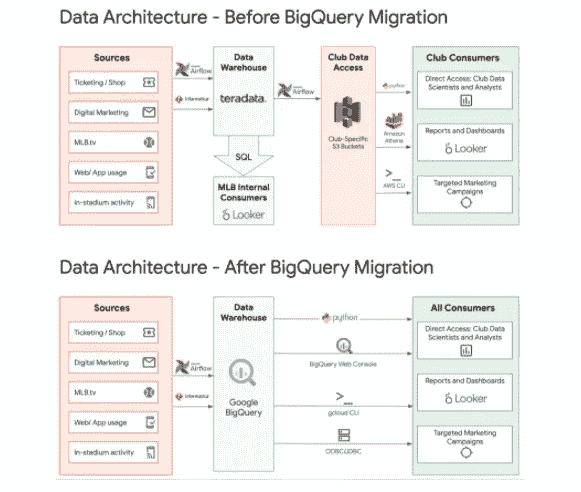 Data Architecture - Before BigQuery Migration
Sources
Ticketing / Shop
Digital Marketing
MLB.tv
Web/ App usage
In-stadium activity
Airflow
Informatica
Data
Warehouse
teradata.
SQL
MLB Internal
Consumers
Looker
Airflow
Club Data
Access
Club-Specific
S3 Buckets
python
Amazon
Athena
AWS CLI
Club Consumers
Direct Access: Club Data
Scientists and Analysts
Reports and Dashboards
Looker
Targeted Marketing
Campaigns
Data Architecture - After BigQuery Migration
Sources
Ticketing / Shop
Digital Marketing
MLB.tv
Web/ App usage
In-stadium activity
Airflow
Informatica
Data
Warehouse
Google
BigQuery
python
BigQuery Web Console
gcloud CLI
ODBC/JDBC
All Consumers
Direct Access: Club Data
Scientists and Analysts
Reports and Dashboards
Looker
Targeted Marketing
Campaigns